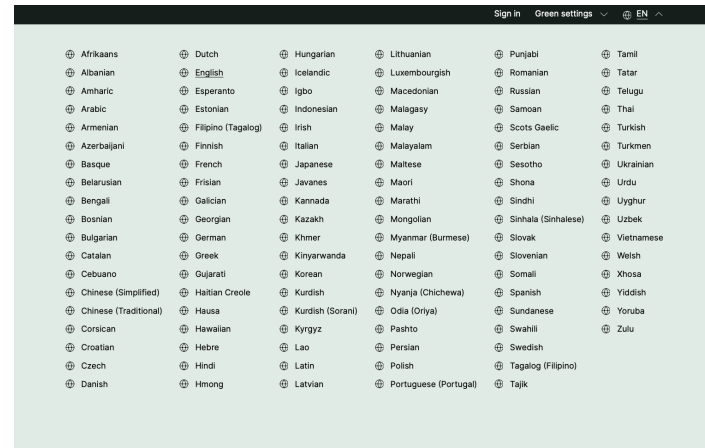 Sign in Green settings EN
Afrikaans
Albanian
Amharic
Arabic
Armenian
Azerbaijani
Basque
Belarusian
Bengali
Bosnian
Bulgarian
Catalan
Cebuano
Chinese (Simplified)
Chinese (Traditional)
Corsican
Croatian
Czech
Danish
Dutch
English
Esperanto
Estonian
Filipino (Tagalog)
Finnish
French
Frisian
Galician
Georgian
German
Greek
Gujarati
Haitian Creole
Hausa
Hawaiian
Hebre
Hindi
Hmong
Hungarian
Icelandic
Igbo
Indonesian
Irish
Italian
Japanese
Javanes
Kannada
Kazakh
Khmer
Kinyarwanda
Korean
Kurdish
Kurdish (Sorani)
Kyrgyz
Lao
Latin
Latvian
Lithuanian
Luxembourgish
Macedonian
Malagasy
Malay
Malayalam
Maltese
Maori
Marathi
Mongolian
Myanmar (Burmese)
Nepali
Norwegian
Nyanja (Chichewa)
Odia (Oriya)
Pashto
Persian
Polish
Portuguese (Portugal)
Punjabi
Romanian
Russian
Samoan
Scots Gaelic
Serbian
Sesotho
Shona
Sindhi
Sinhala (Sinhalese)
Slovak
Slovenian
Somali
Spanish
Sundanese
Swahili
Swedish
Tagalog (Filipino)
Tajik
Tamil
Tatar
Telugu
Thai
Turkish
Turkmen
Ukrainian
Urdu
Uyghur
Uzbek
Vietnamese
Welsh
Xhosa
Yiddish
Yoruba
Zulu